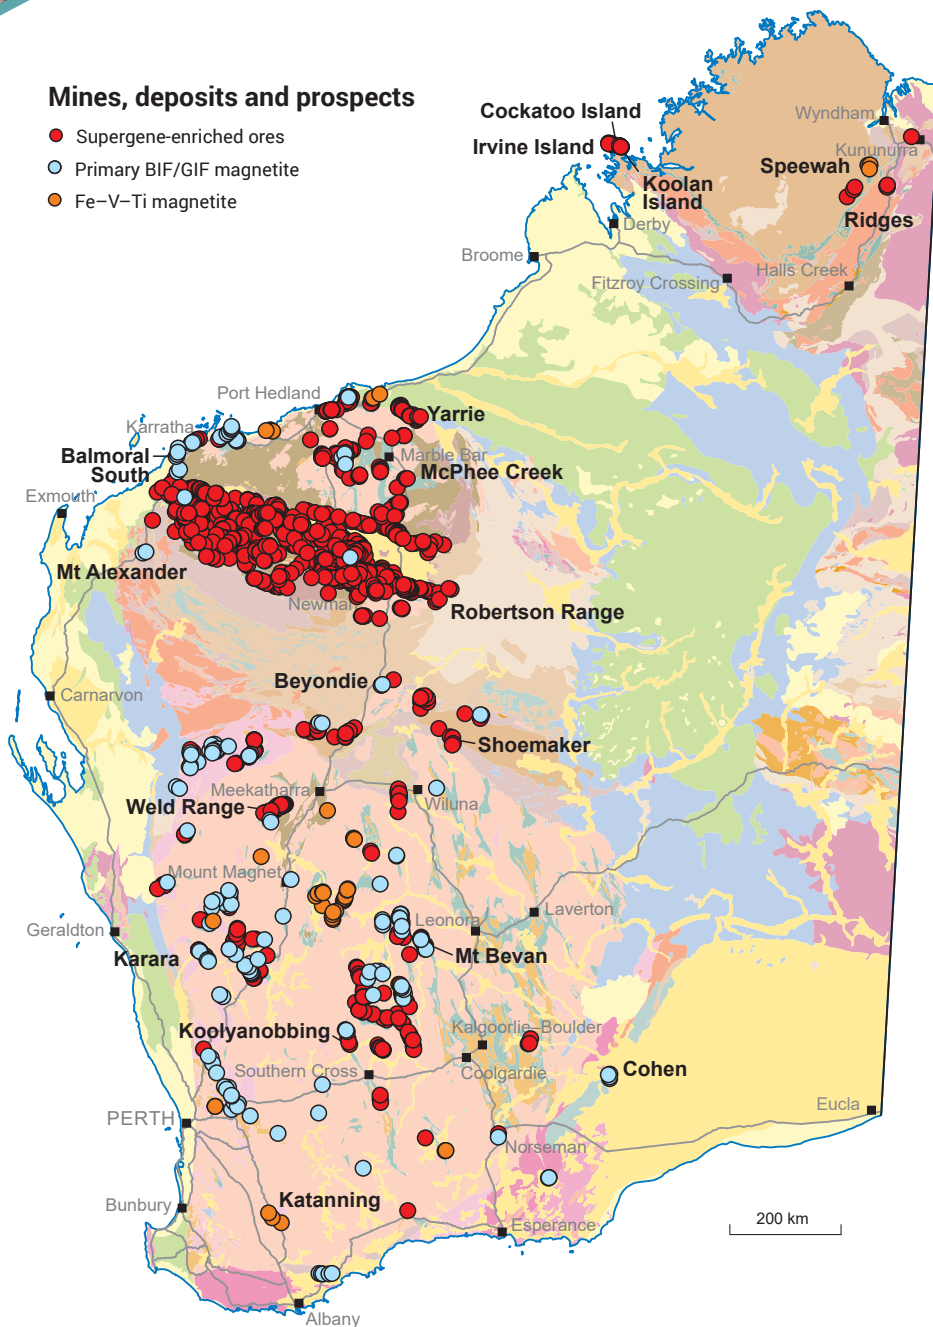 Mines, deposits and prospects
Supergene-enriched ores
Primary BIF/GIF magnetite
Fe–V–Ti magnetite
Cockatoo Island
Irvine Island
Koolan
Island
Wyndham
Kununurra
Speewah
Ridges
Derby
Broome
Fitzroy Crossing
Halls Creek
Port Hedland
Yarrie
Karratha
Balmoral
South
Marble Bar
McPhee Creek
Exmouth
Mt Alexander
Newman
Robertson Range
Beyondie
Carnarvon
Shoemaker
Meekatharra
Weld Range
Wiluna
Mount Magnet
Leonora
Laverton
Geraldton
Karara
Mt Bevan
Koolyanobbing
Kalgoorlie–Boulder
Southern Cross
Coolgardie
Cohen
PERTH
Eucla
Norseman
Bunbury
Katanning
Esperance
200 km
Albany